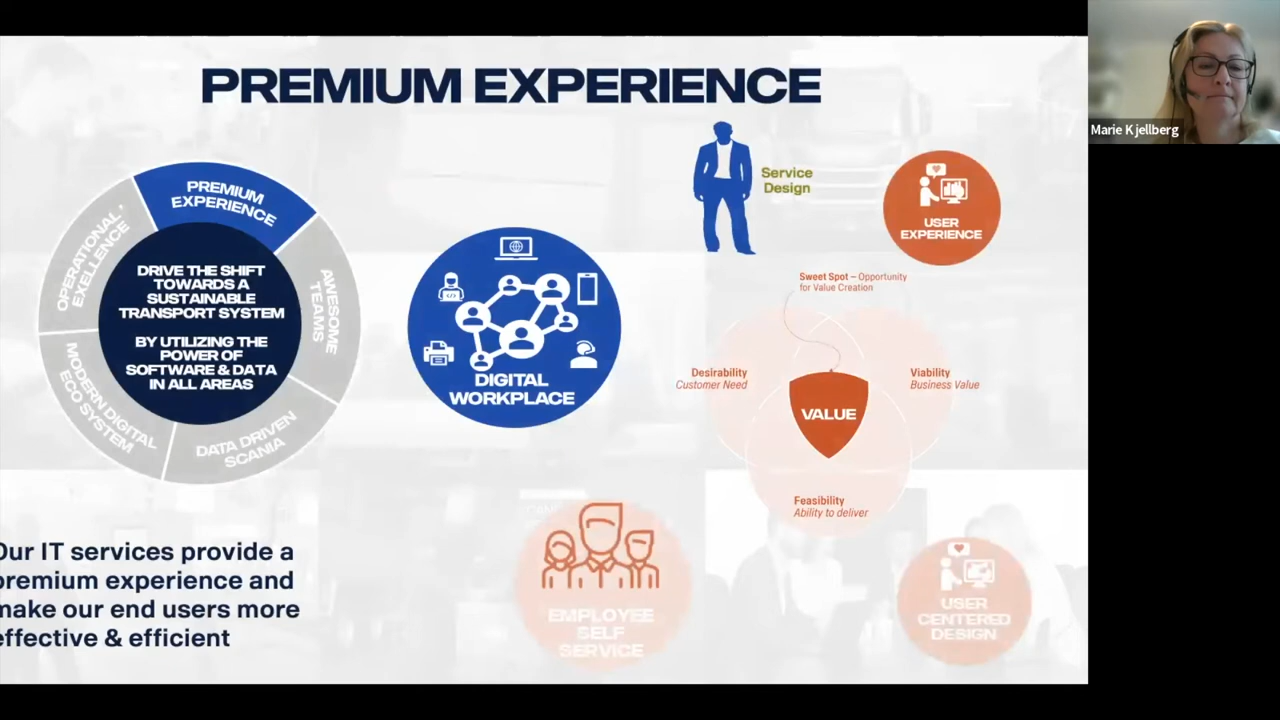 PREMIUM EXPERIENCE
Marie Kjellberg
PREMIUM
EXPERIENCE
OPERATIONAL
EXELLENCE
AWESOME
TEAMS
MODERN DIGITAL
ECO SYSTEM
DATA DRIVEN
SCANIA
DRIVE THE SHIFT
TOWARDS A
SUSTAINABLE
TRANSPORT SYSTEM
BY UTILIZING THE
POWER OF
SOFTWARE & DATA
IN ALL AREAS
DIGITAL
WORKPLACE
Service
Design
USER
EXPERIENCE
Sweet Spot – Opportunity
for Value Creation
Desirability
Customer Need
Viability
Business Value
VALUE
Feasibility
Ability to deliver
Our IT services provide a
premium experience and
make our end users more
effective & efficient
EMPLOYEE
SELF
SERVICE
USER
CENTERED
DESIGN